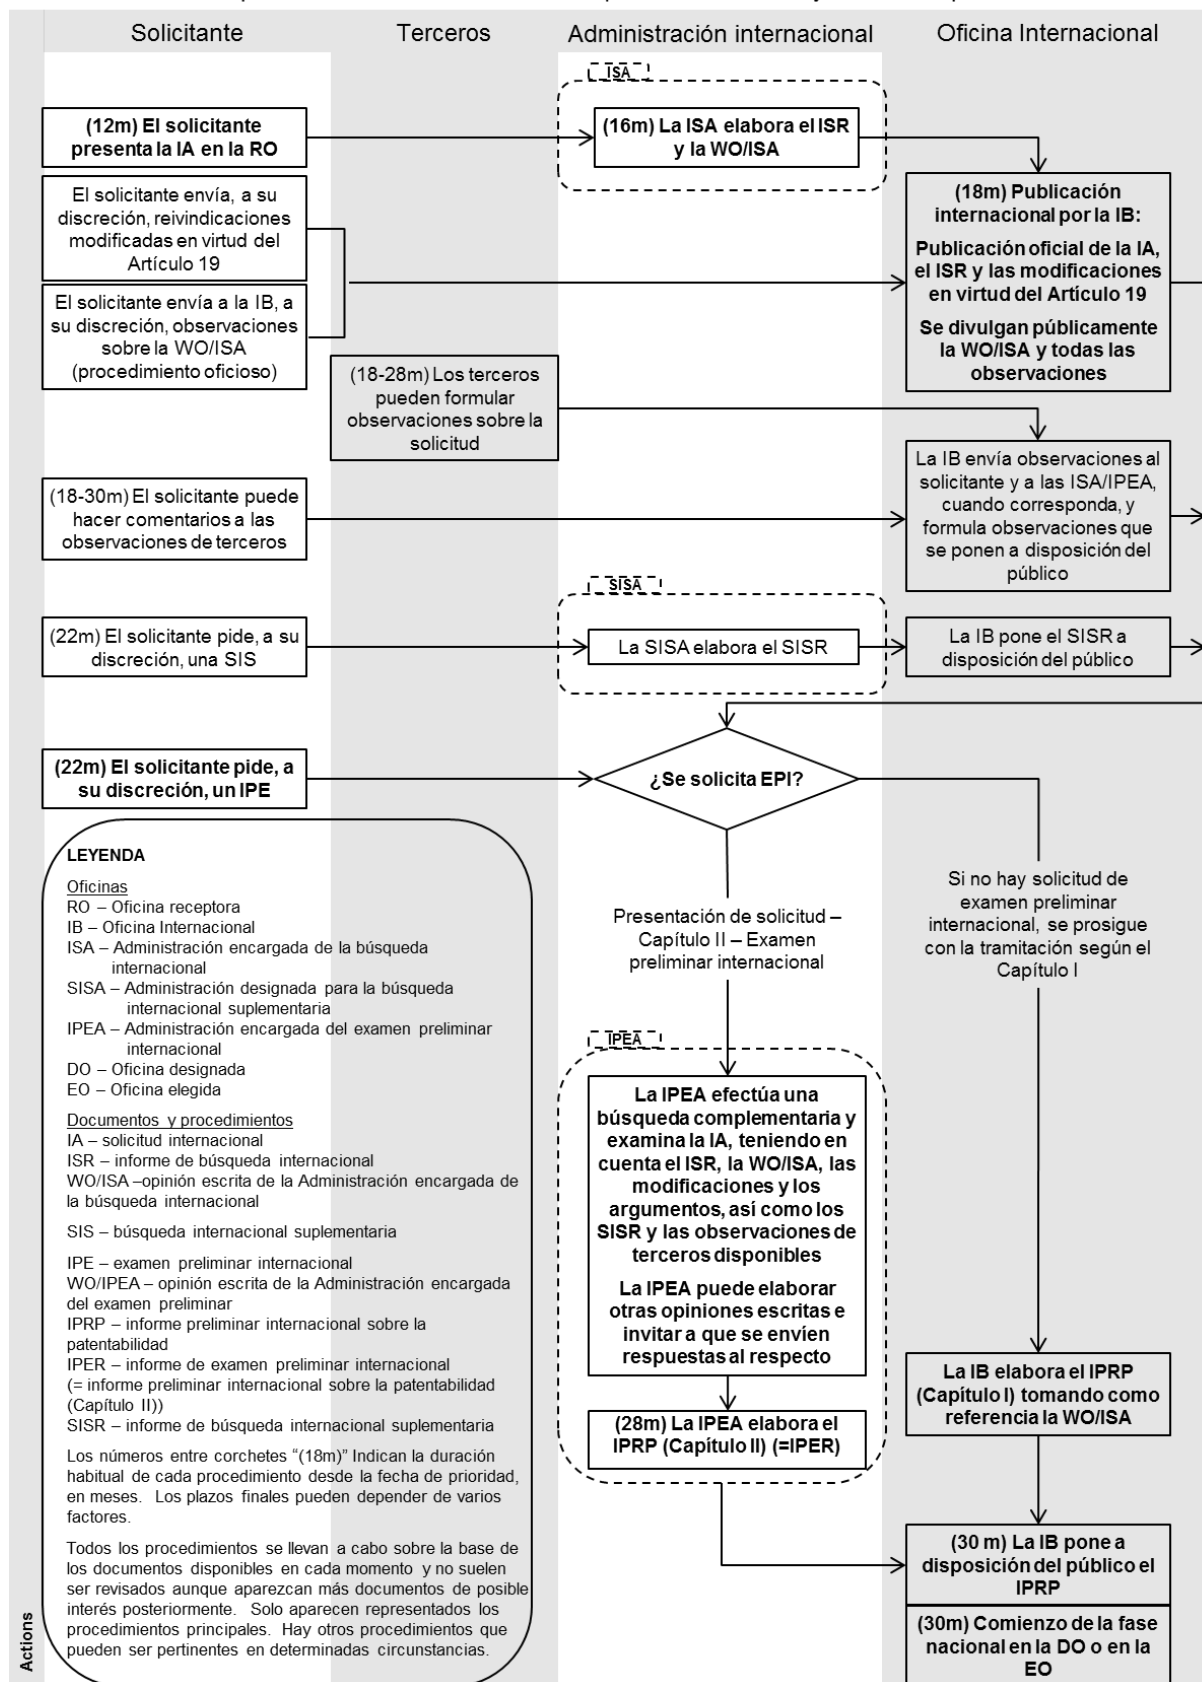 Solicitante
Terceros
Administración internacional
Oficina Internacional
ISA
(12m) El solicitante
presenta la IA en la RO
(16m) La ISA elabora el ISR
y la WO/ISA
El solicitante envía, a su
discreción, reivindicaciones
modificadas en virtud del
Artículo 19
(18m) Publicación
internacional por la IB:
Publicación oficial de la IA,
el ISR y las modificaciones
en virtud del Artículo 19
Se divulgan públicamente
la WO/ISA y todas las
observaciones
El solicitante envía a la IB, a
su discreción, observaciones
sobre la WO/ISA
(procedimiento oficioso)
(18-28m) Los terceros
pueden formular
observaciones sobre la
solicitud
La IB envía observaciones al
solicitante y a las ISA/IPEA,
cuando corresponda, y
formula observaciones que
se ponen a disposición del
público
(18-30m) El solicitante puede
hacer comentarios a las
observaciones de terceros
SISA
(22m) El solicitante pide, a su
discreción, una SIS
La SISA elabora el SISR
La IB pone el SISR a
disposición del público
(22m) El solicitante pide, a
su discreción, un IPE
¿Se solicita EPI?
Presentación de solicitud –
Capítulo II – Examen
preliminar internacional
Si no hay solicitud de
examen preliminar
internacional, se prosigue
con la tramitación según el
Capítulo I
IPEA
La IPEA efectúa una
búsqueda complementaria y
examina la IA, teniendo en
cuenta el ISR, la WO/ISA, las
modificaciones y los
argumentos, así como los
SISR y las observaciones de
terceros disponibles
La IPEA puede elaborar
otras opiniones escritas e
invitar a que se envíen
respuestas al respecto
(28m) La IPEA elabora el
IPRP (Capítulo II) (=IPER)
La IB elabora el IPRP
(Capítulo I) tomando como
referencia la WO/ISA
(30 m) La IB pone a
disposición del público el
IPRP
(30m) Comienzo de la fase
nacional en la DO o en la
EO
LEYENDA
Oficinas
RO – Oficina receptora
IB – Oficina Internacional
ISA – Administración encargada de la búsqueda
internacional
SISA – Administración designada para la búsqueda
internacional suplementaria
IPEA – Administración encargada del examen preliminar
internacional
DO – Oficina designada
EO – Oficina elegida
Documentos y procedimientos
IA – solicitud internacional
ISR – informe de búsqueda internacional
WO/ISA –opinión escrita de la Administración encargada de
la búsqueda internacional
SIS – búsqueda internacional suplementaria
IPE – examen preliminar internacional
WO/IPEA – opinión escrita de la Administración encargada
del examen preliminar
IPRP – informe preliminar internacional sobre la
patentabilidad
IPER – informe de examen preliminar internacional
(= informe preliminar internacional sobre la patentabilidad
(Capítulo II))
SISR – informe de búsqueda internacional suplementaria
Los números entre corchetes “(18m)” Indican la duración
habitual de cada procedimiento desde la fecha de prioridad,
en meses. Los plazos finales pueden depender de varios
factores.
Todos los procedimientos se llevan a cabo sobre la base de
los documentos disponibles en cada momento y no suelen
ser revisados aunque aparezcan más documentos de posible
interés posteriormente. Solo aparecen representados los
procedimientos principales. Hay otros procedimientos que
pueden ser pertinentes en determinadas circunstancias.
Actions